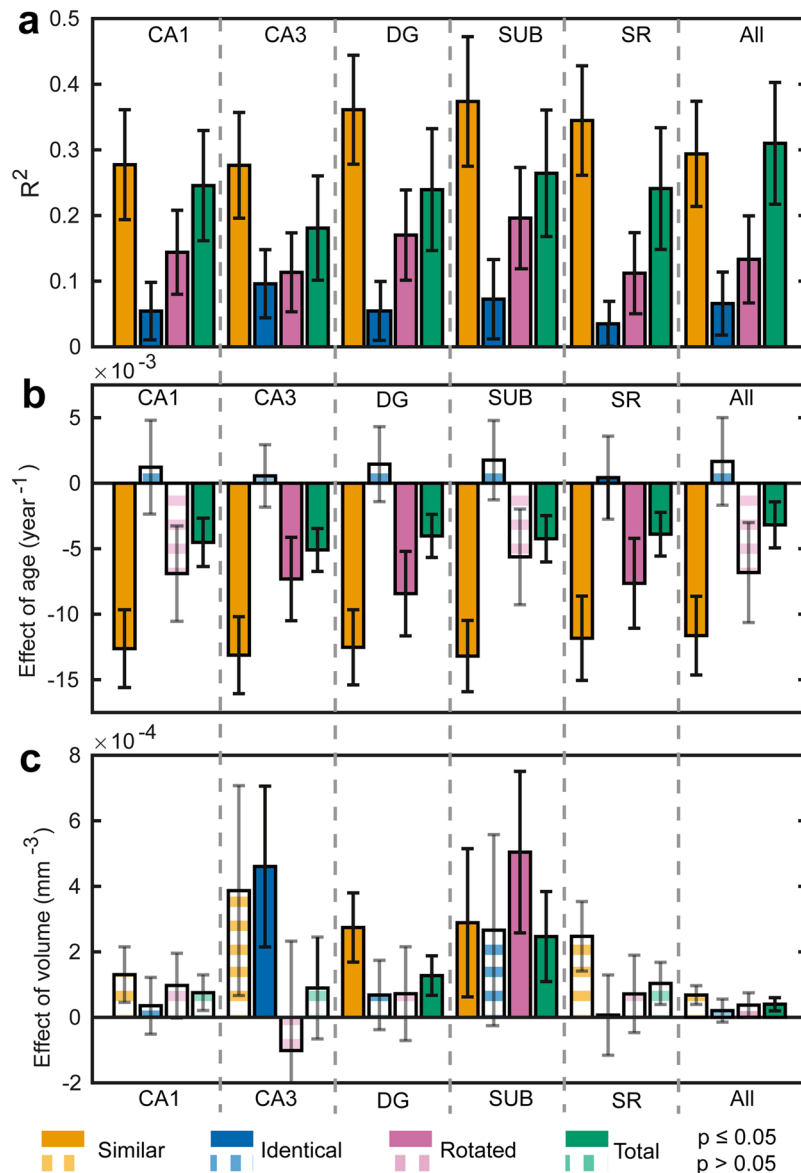 a
CA1 CA3 DG SUB SR All
0.5
0.4
0.3
0.2
0.1
0
R²
×10⁻³
b
CA1 CA3 DG SUB SR All
5
0
-5
-10
-15
Effect of age (year⁻¹)
×10⁻⁴
c
8
6
4
2
0
-2
Effect of volume (mm⁻³)
CA1 CA3 DG SUB SR All
Similar Identical Rotated Total p ≤ 0.05
p > 0.05